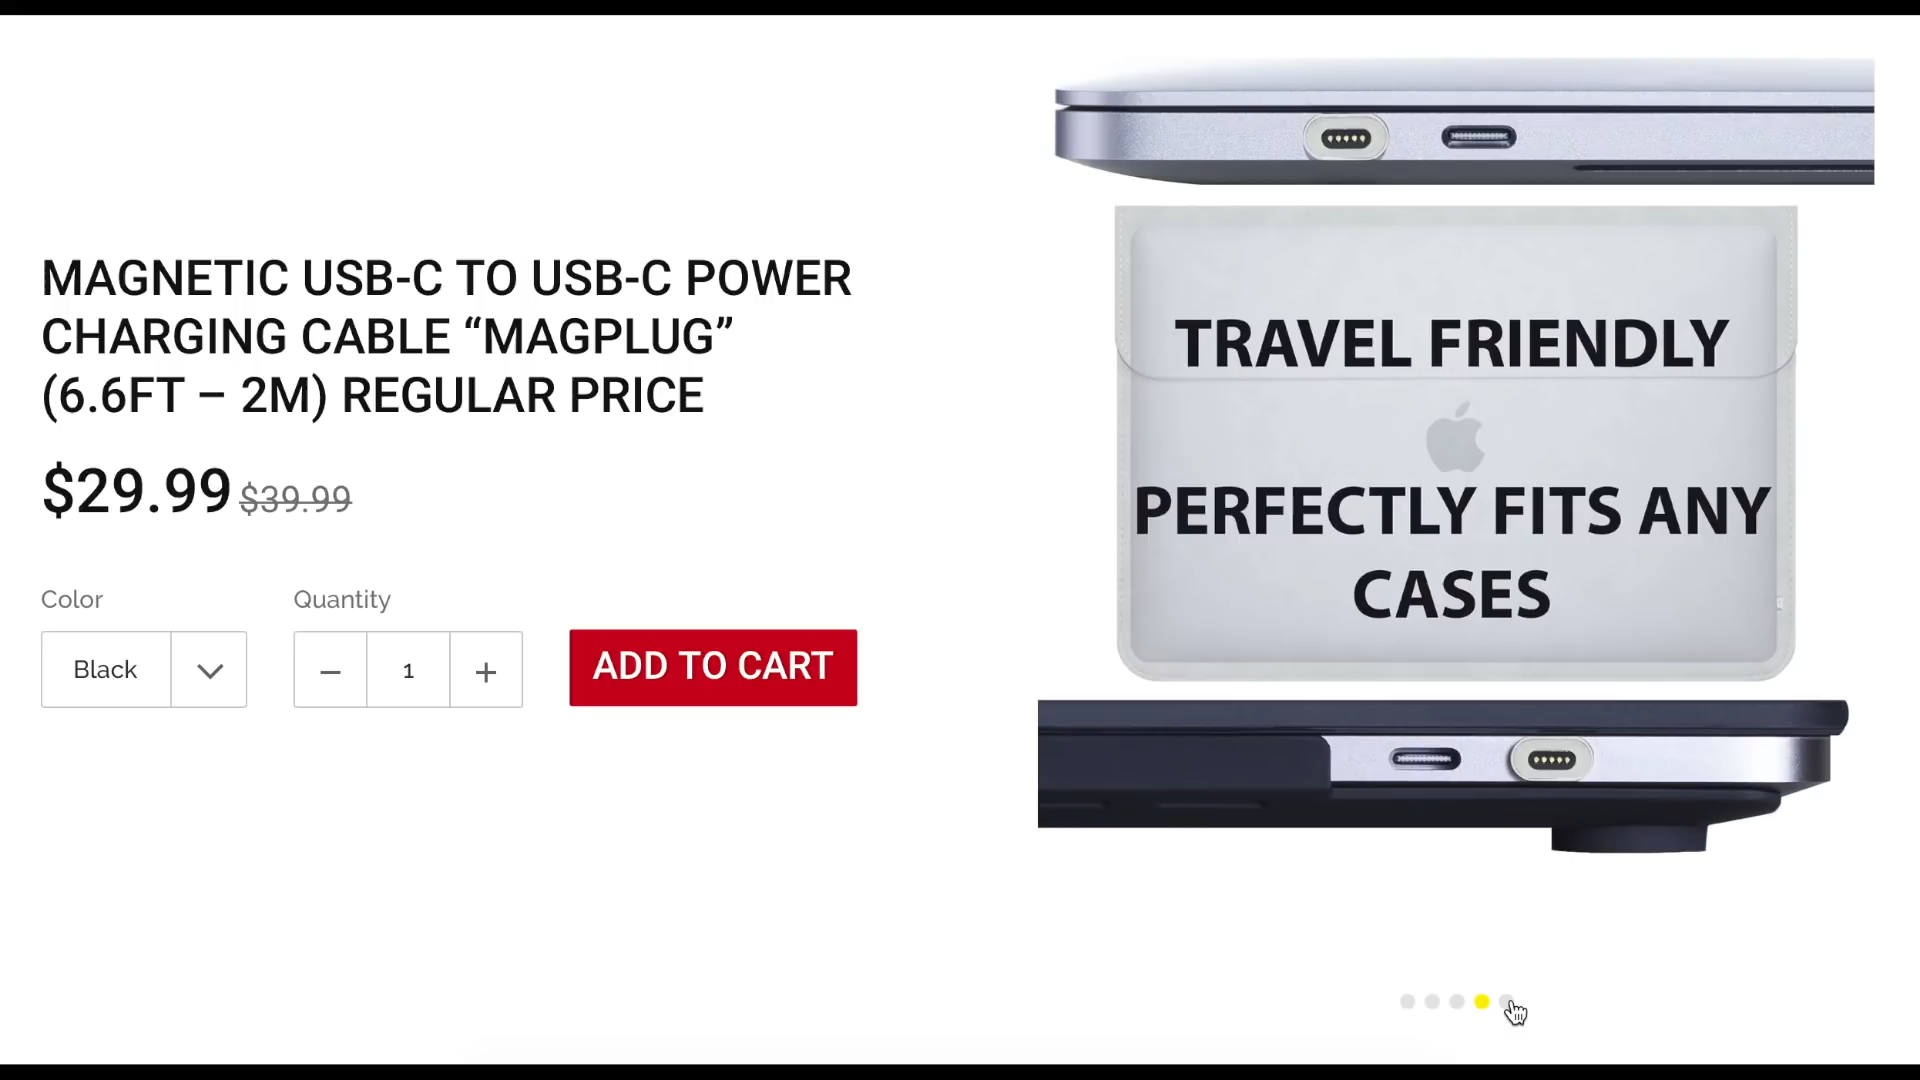 MAGNETIC USB-C TO USB-C POWER
CHARGING CABLE “MAGPLUG”
(6.6FT – 2M) REGULAR PRICE
$29.99 $39.99
Color
Quantity
Black
1
ADD TO CART
TRAVEL FRIENDLY
PERFECTLY FITS ANY
CASES